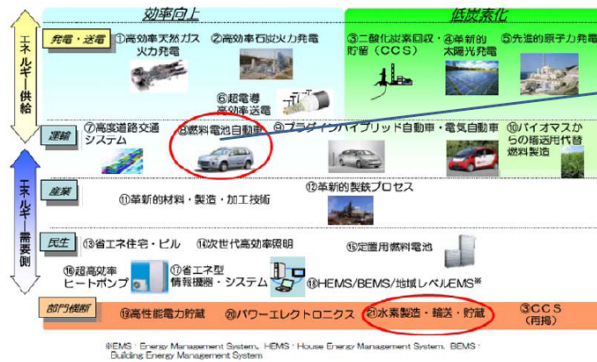 効率向上
低炭素化
エネルギー供給
発電・送電
①高効率天然ガス
火力発電
②高効率石炭火力発電
③二酸化炭素回収・
貯留(CCS)
④革新的
太陽光発電
⑤先進的原子力発電
⑥超電導
高効率送電
運輸
⑦高度道路交通
システム
⑧燃料電池自動車
⑨プラグインハイブリッド自動車・電気自動車
⑩バイオマスか
らの輸送用代替
燃料製造
エネルギー需要側
産業
⑪革新的材料・製造・加工技術
⑫革新的製鉄プロセス
民生
⑬省エネ住宅・ビル
⑭次世代高効率照明
⑮定置用燃料電池
⑯超高効率
ヒートポンプ
⑰省エネ型
情報機器・システム
⑱HEMS/BEMS/地域レベルEMS※
部門横断
⑲高性能電力貯蔵
⑳パワーエレクトロニクス
㉑水素製造・輸送・貯蔵
③CCS
(再掲)
※EMS:Energy Management System、HEMS:House Energy Management System、BEMS:
Building Energy Management System